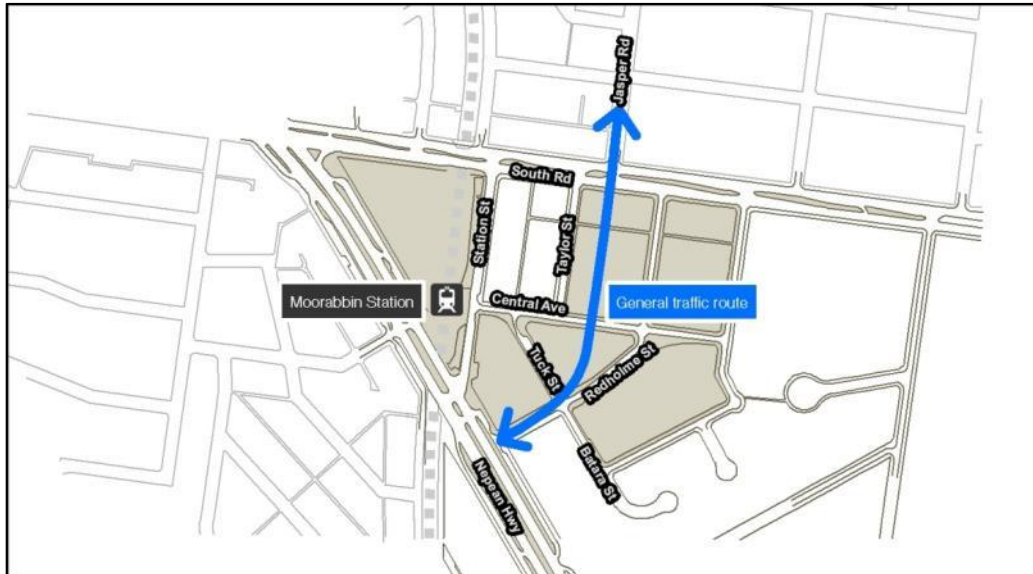 Jasper Rd
South Rd
Station St
Taylor St
Moorabbin Station
Central Ave
General traffic route
Tuck St
Redholme St
Batara St
Nepean Hwy